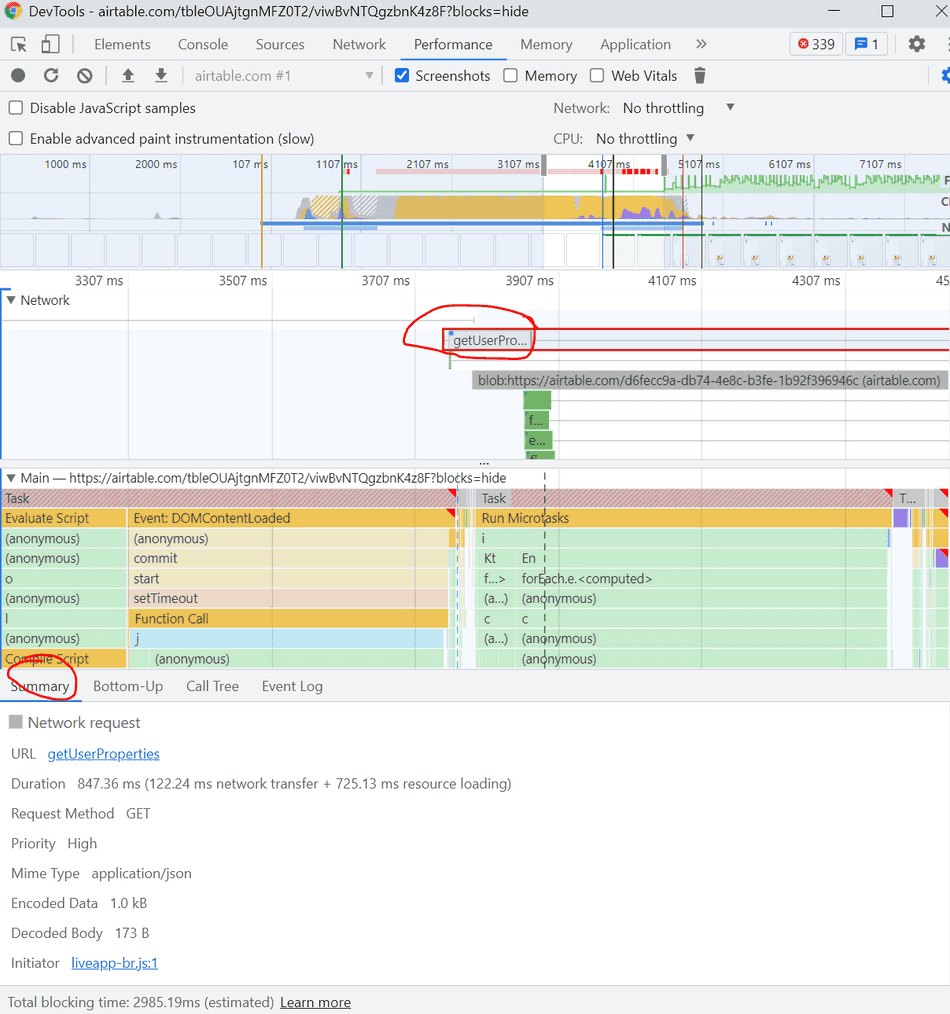 DevTools - airtable.com/tbleOUAjtgnMFZ0T2/viwBvNTQgzbnK4z8F?blocks=hide
Elements Console Sources Network Performance Memory Application » 339 1
airtable.com #1 Screenshots Memory Web Vitals
Disable JavaScript samples Network: No throttling
Enable advanced paint instrumentation (slow) CPU: No throttling
1000 ms 2000 ms 107 ms 1107 ms 2107 ms 3107 ms 4107 ms 5107 ms 6107 ms 7107 ms
3307 ms 3507 ms 3707 ms 3907 ms 4107 ms 4307 ms 45
Network
getUserPro...
blob:https://airtable.com/d6fecc9a-db74-4e8c-b3fe-1b92f396946c (airtable.com)
f...
e...
Main — https://airtable.com/tbleOUAjtgnMFZ0T2/viwBvNTQgzbnK4z8F?blocks=hide
Task Task T...
Evaluate Script Event: DOMContentLoaded Run Microtasks
(anonymous) (anonymous) i
(anonymous) commit Kt En
o start f...> forEach.e.<computed>
(anonymous) setTimeout (a...) (anonymous)
l Function Call c c
(anonymous) j (a...) (anonymous)
Compile Script (anonymous) (anonymous)
Summary Bottom-Up Call Tree Event Log
Network request
URL getUserProperties
Duration 847.36 ms (122.24 ms network transfer + 725.13 ms resource loading)
Request Method GET
Priority High
Mime Type application/json
Encoded Data 1.0 kB
Decoded Body 173 B
Initiator liveapp-br.js:1
Total blocking time: 2985.19ms (estimated) Learn more